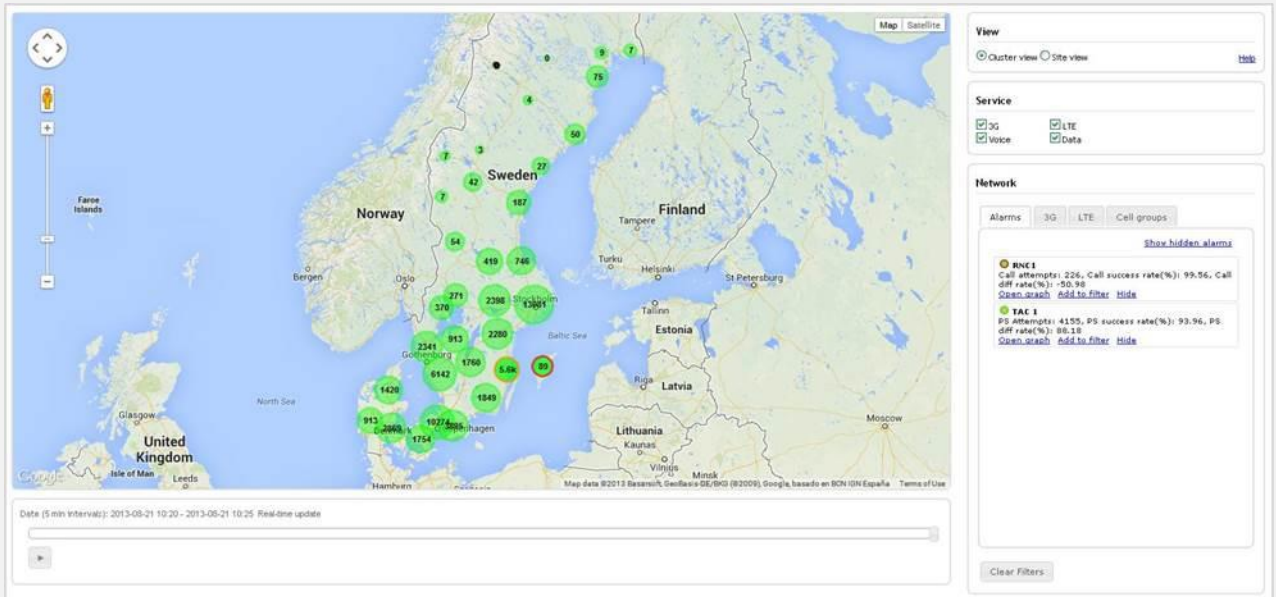 Map Satellite
9
7
0
75
4
50
7
3
27
42
Sweden
7
187
Faroe
Islands
Norway
Finland
Tampere
54
419
746
Turku
Helsinki
St Petersburg
Bergen
Oslo
271
370
2398
Stockholm
Tallinn
2280
Estonia
Baltic Sea
913
2341
Gothenburg
1760
6142
5.6k
89
Riga
Latvia
1420
1849
North Sea
Glasgow
Moscow
913
10274
Denmark
Copenhagen
1754
Lithuania
Kaunas
United
Kingdom
Vilnius
Minsk
Isle of Man
Leeds
Google
Hamburg
Map data ©2013 Basarsoft, GeoBasis-DE/BKG (©2009), Google, basado en BCN IGN España Terms of Use
Date (5 min intervals): 2013-08-21 10:20 - 2013-08-21 10:25 Real-time update
View
Cluster view Site view
Help
Service
3G LTE
Voice Data
Network
Alarms 3G LTE Cell groups
Show hidden alarms
RNC1
Call attempts: 226, Call success rate(%): 99.56, Call
diff rate(%): -50.98
Open graph Add to filter Hide
TAC 1
PS Attempts: 4155, PS success rate(%): 93.96, PS
diff rate(%): 88.18
Open graph Add to filter Hide
Clear Filters